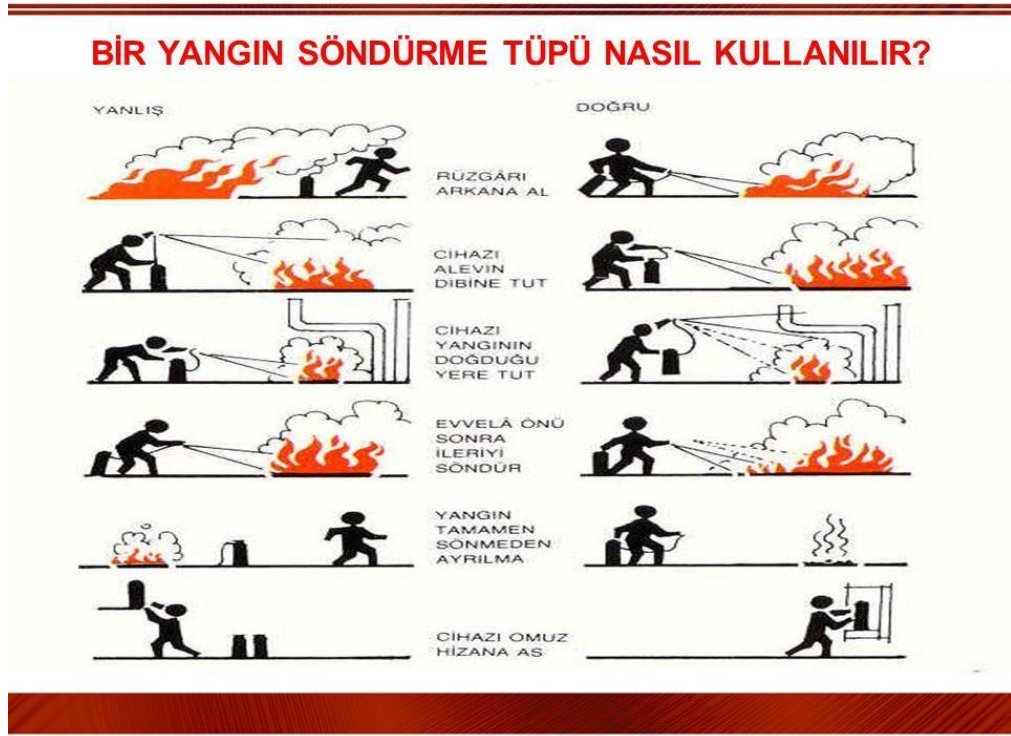 BİR YANGIN SÖNDÜRME TÜPÜ NASIL KULLANILIR?
YANLIŞ
DOĞRU
RÜZGÂRI
ARKANA AL
CİHAZI
ALEVİN
DİBİNE TUT
CİHAZI
YANGININ
DOĞDUĞU
YERE TUT
EVVELÂ ÖNÜ
SONRA
İLERİYİ
SÖNDÜR
YANGIN
TAMAMEN
SÖNMEDEN
AYRILMA
CİHAZI OMUZ
HİZANA AS